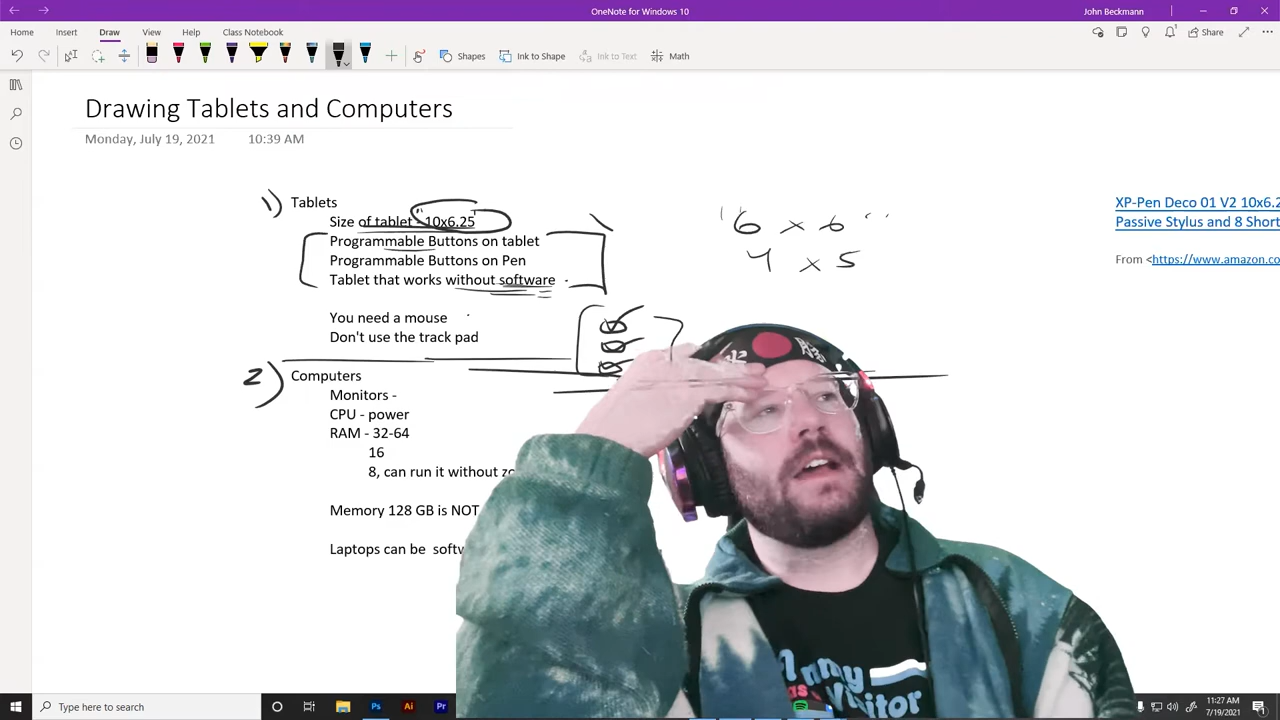 OneNote for Windows 10
John Beckmann
Home Insert Draw View Help Class Notebook
Share
Shapes Ink to Shape Ink to Text Math
Drawing Tablets and Computers
Monday, July 19, 2021 10:39 AM
1) Tablets
Size of tablet - 10x6.25
Programmable Buttons on tablet
Programmable Buttons on Pen
Tablet that works without software
You need a mouse
Don't use the track pad
6 x 6
4 x 5
XP-Pen Deco 01 V2 10x6.2
Passive Stylus and 8 Short
From <https://www.amazon.co
2) Computers
Monitors -
CPU - power
RAM - 32-64
16
8, can run it without
Memory 128 GB is NOT
Laptops can be
Type here to search
11:27 AM
7/19/2021